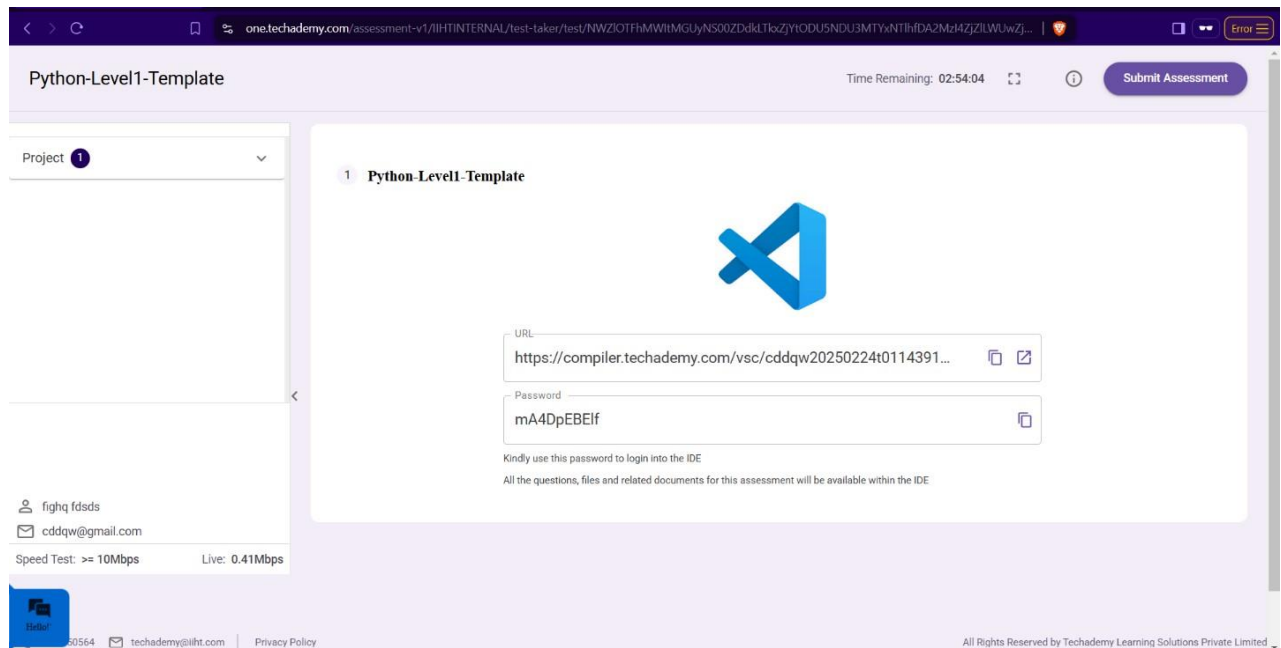 one.techademy.com/assessment-v1/IIHTINTERNAL/test-taker/test/
Error
Python-Level1-Template
Time Remaining: 02:54:04
Submit Assessment
Project 1
1 Python-Level1-Template
URL
https://compiler.techademy.com/vsc/cddqw20250224t0114391...
Password
mA4DpEBElf
Kindly use this password to login into the IDE
All the questions, files and related documents for this assessment will be available within the IDE
fighq fdsds
cddqw@gmail.com
Speed Test: >= 10Mbps
Live: 0.41Mbps
Hello!
50564
techademy@iiht.com
Privacy Policy
All Rights Reserved by Techademy Learning Solutions Private Limited